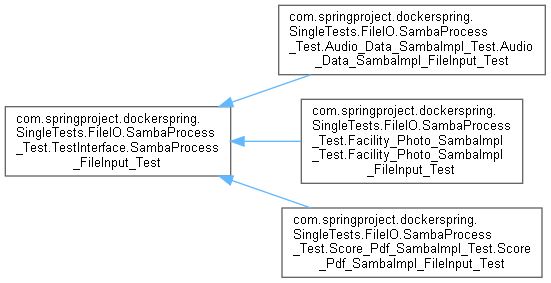 com.springproject.dockerspring.
SingleTests.FileIO.SambaProcess
_Test.Audio_Data_SambaImpl_Test.Audio
_Data_SambaImpl_FileInput_Test
com.springproject.dockerspring.
SingleTests.FileIO.SambaProcess
_Test.TestInterface.SambaProcess
_FileInput_Test
com.springproject.dockerspring.
SingleTests.FileIO.SambaProcess
_Test.Facility_Photo_SambaImpl
_Test.Facility_Photo_SambaImpl
_FileInput_Test
com.springproject.dockerspring.
SingleTests.FileIO.SambaProcess
_Test.Score_Pdf_SambaImpl_Test.Score
_Pdf_SambaImpl_FileInput_Test